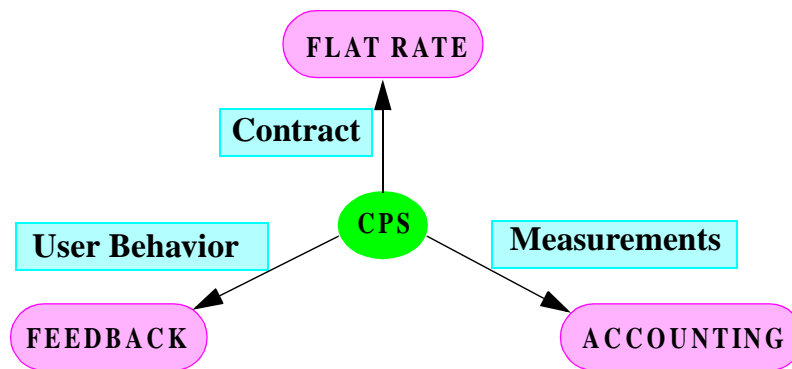 FLAT RATE
Contract
CPS
User Behavior
Measurements
FEEDBACK
ACCOUNTING